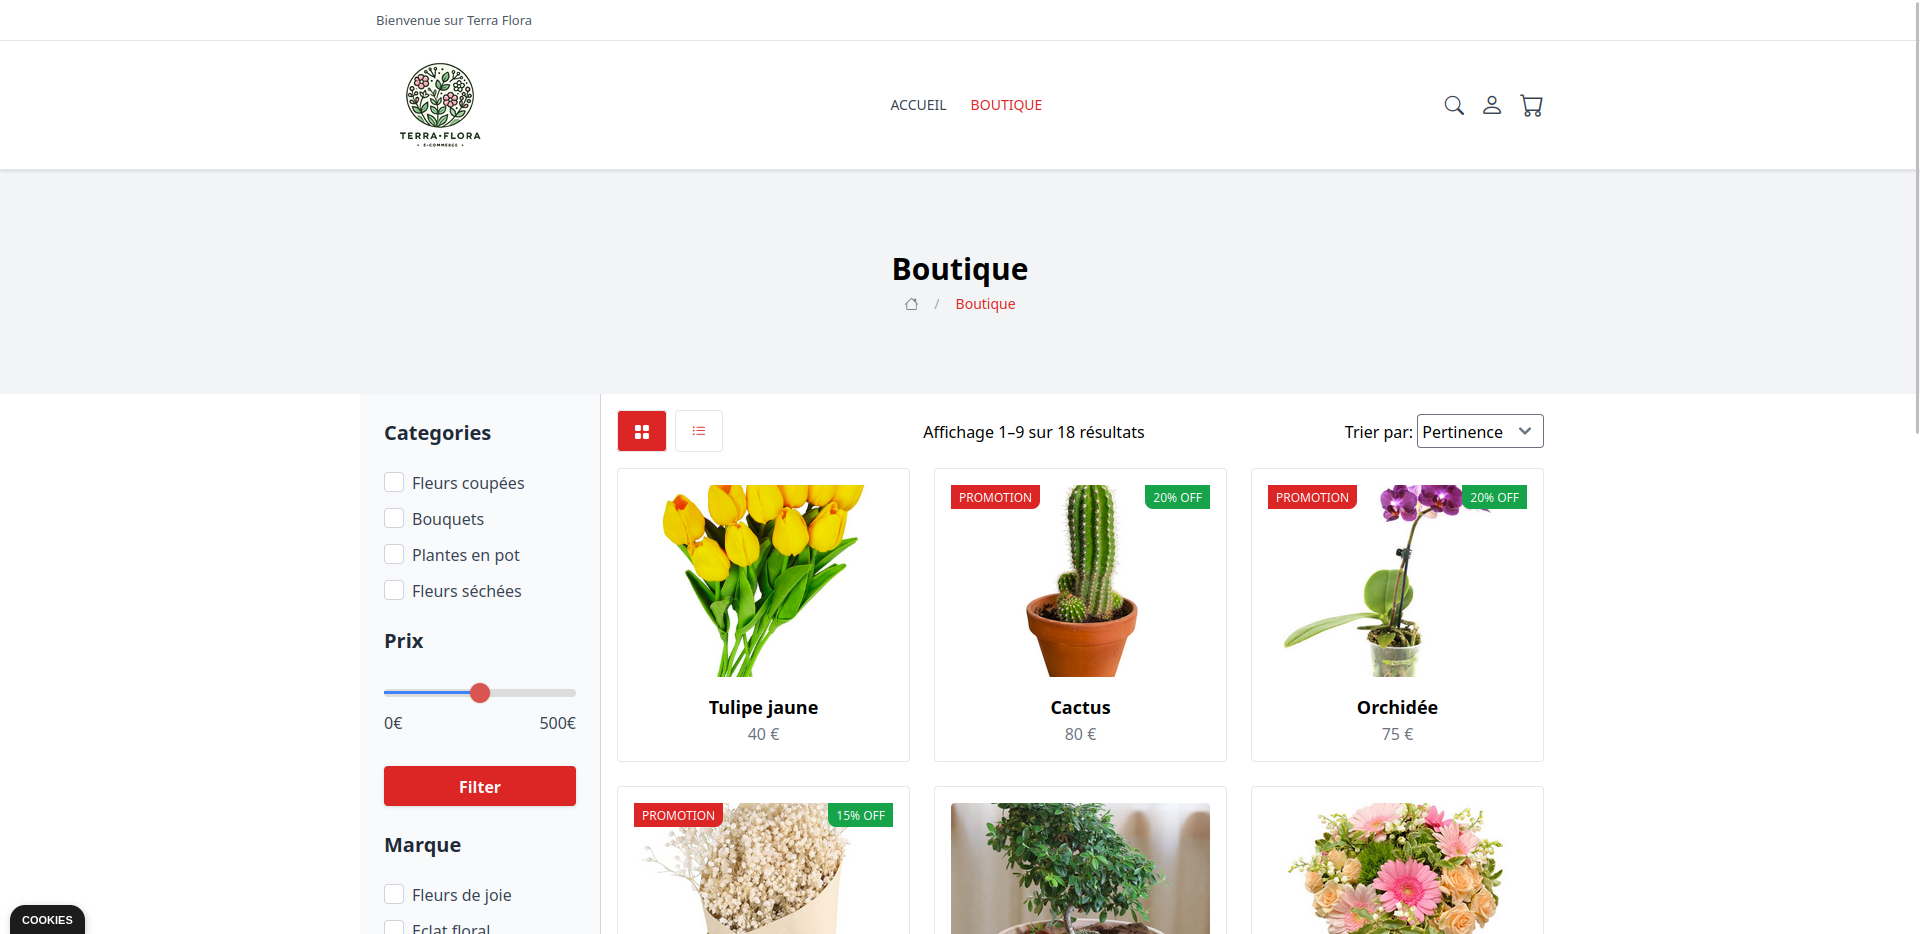 Bienvenue sur Terra Flora
TERRA•FLORA
• E-COMMERCE •
ACCUEIL
BOUTIQUE
Boutique
/ Boutique
Categories
Fleurs coupées
Bouquets
Plantes en pot
Fleurs séchées
Prix
0€ 500€
Filter
Marque
Fleurs de joie
Eclat floral
Affichage 1–9 sur 18 résultats
Trier par: Pertinence
Tulipe jaune
40 €
PROMOTION 20% OFF
Cactus
80 €
PROMOTION 20% OFF
Orchidée
75 €
PROMOTION 15% OFF
COOKIES